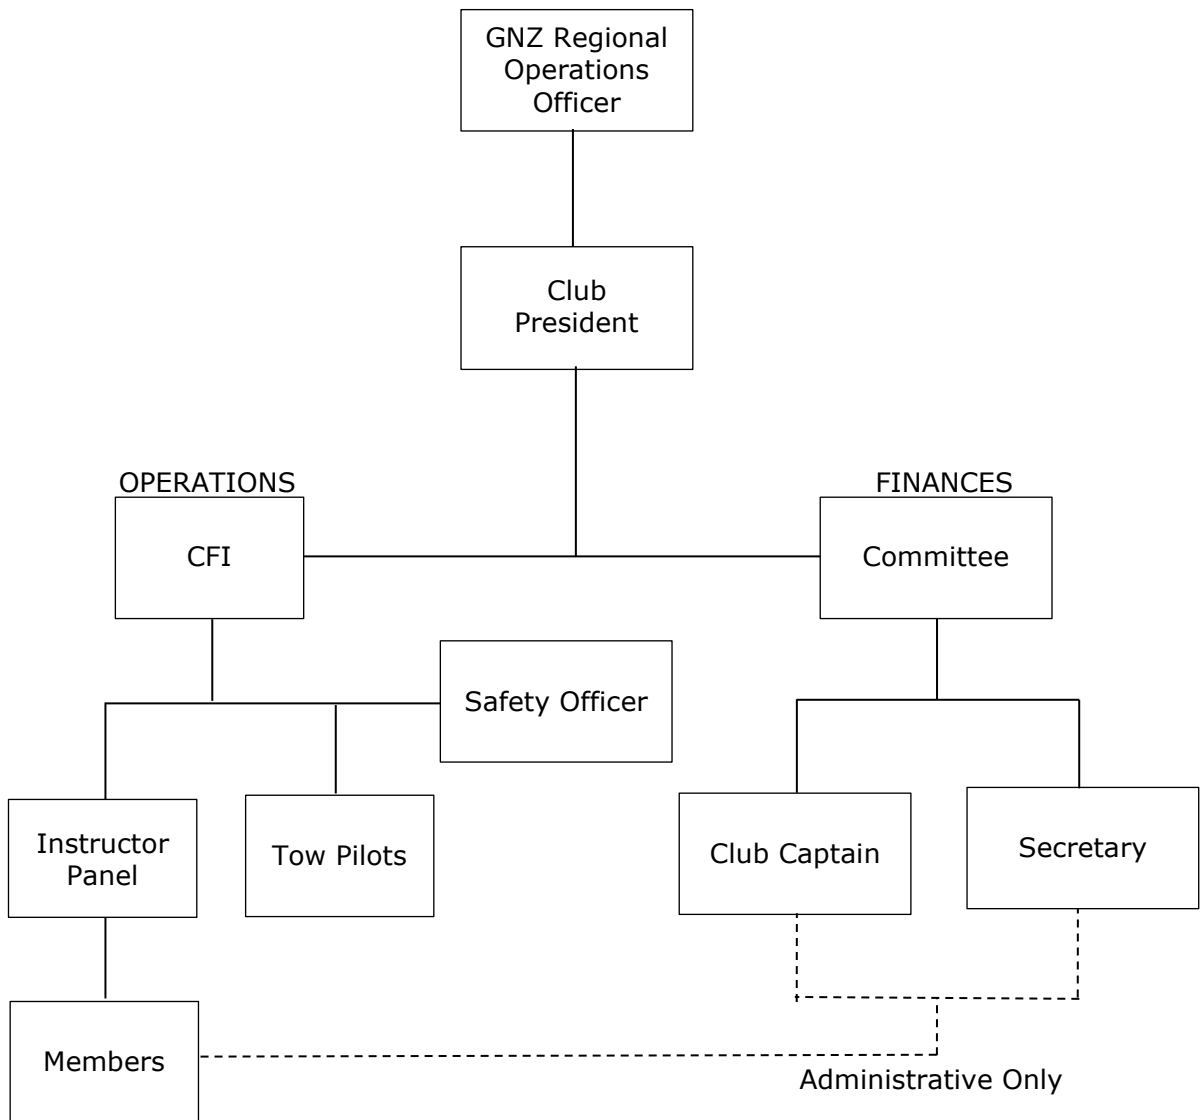 GNZ Regional
Operations
Officer
Club
President
OPERATIONS
FINANCES
CFI
Committee
Safety Officer
Instructor
Panel
Tow Pilots
Club Captain
Secretary
Members
Administrative Only